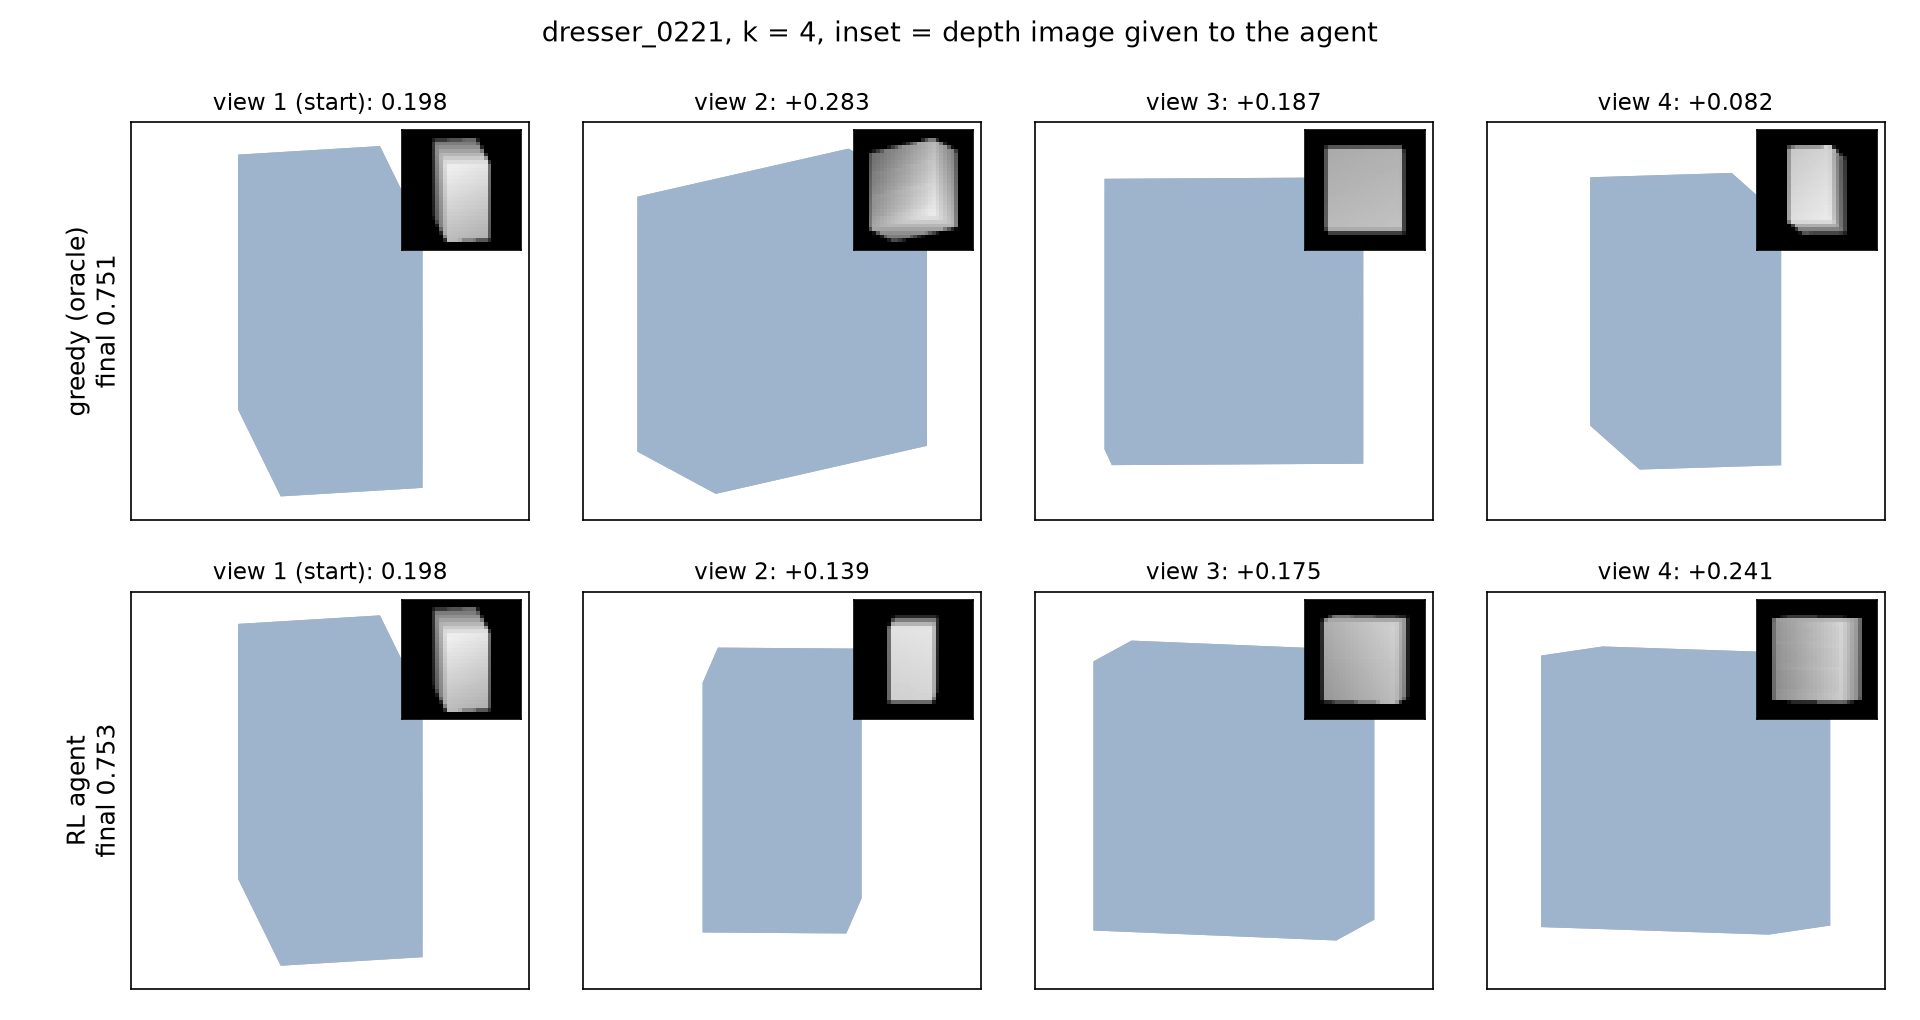 dresser_0221, k = 4, inset = depth image given to the agent
view 1 (start): 0.198
view 2: +0.283
view 3: +0.187
view 4: +0.082
greedy (oracle)
final 0.751
view 1 (start): 0.198
view 2: +0.139
view 3: +0.175
view 4: +0.241
RL agent
final 0.753